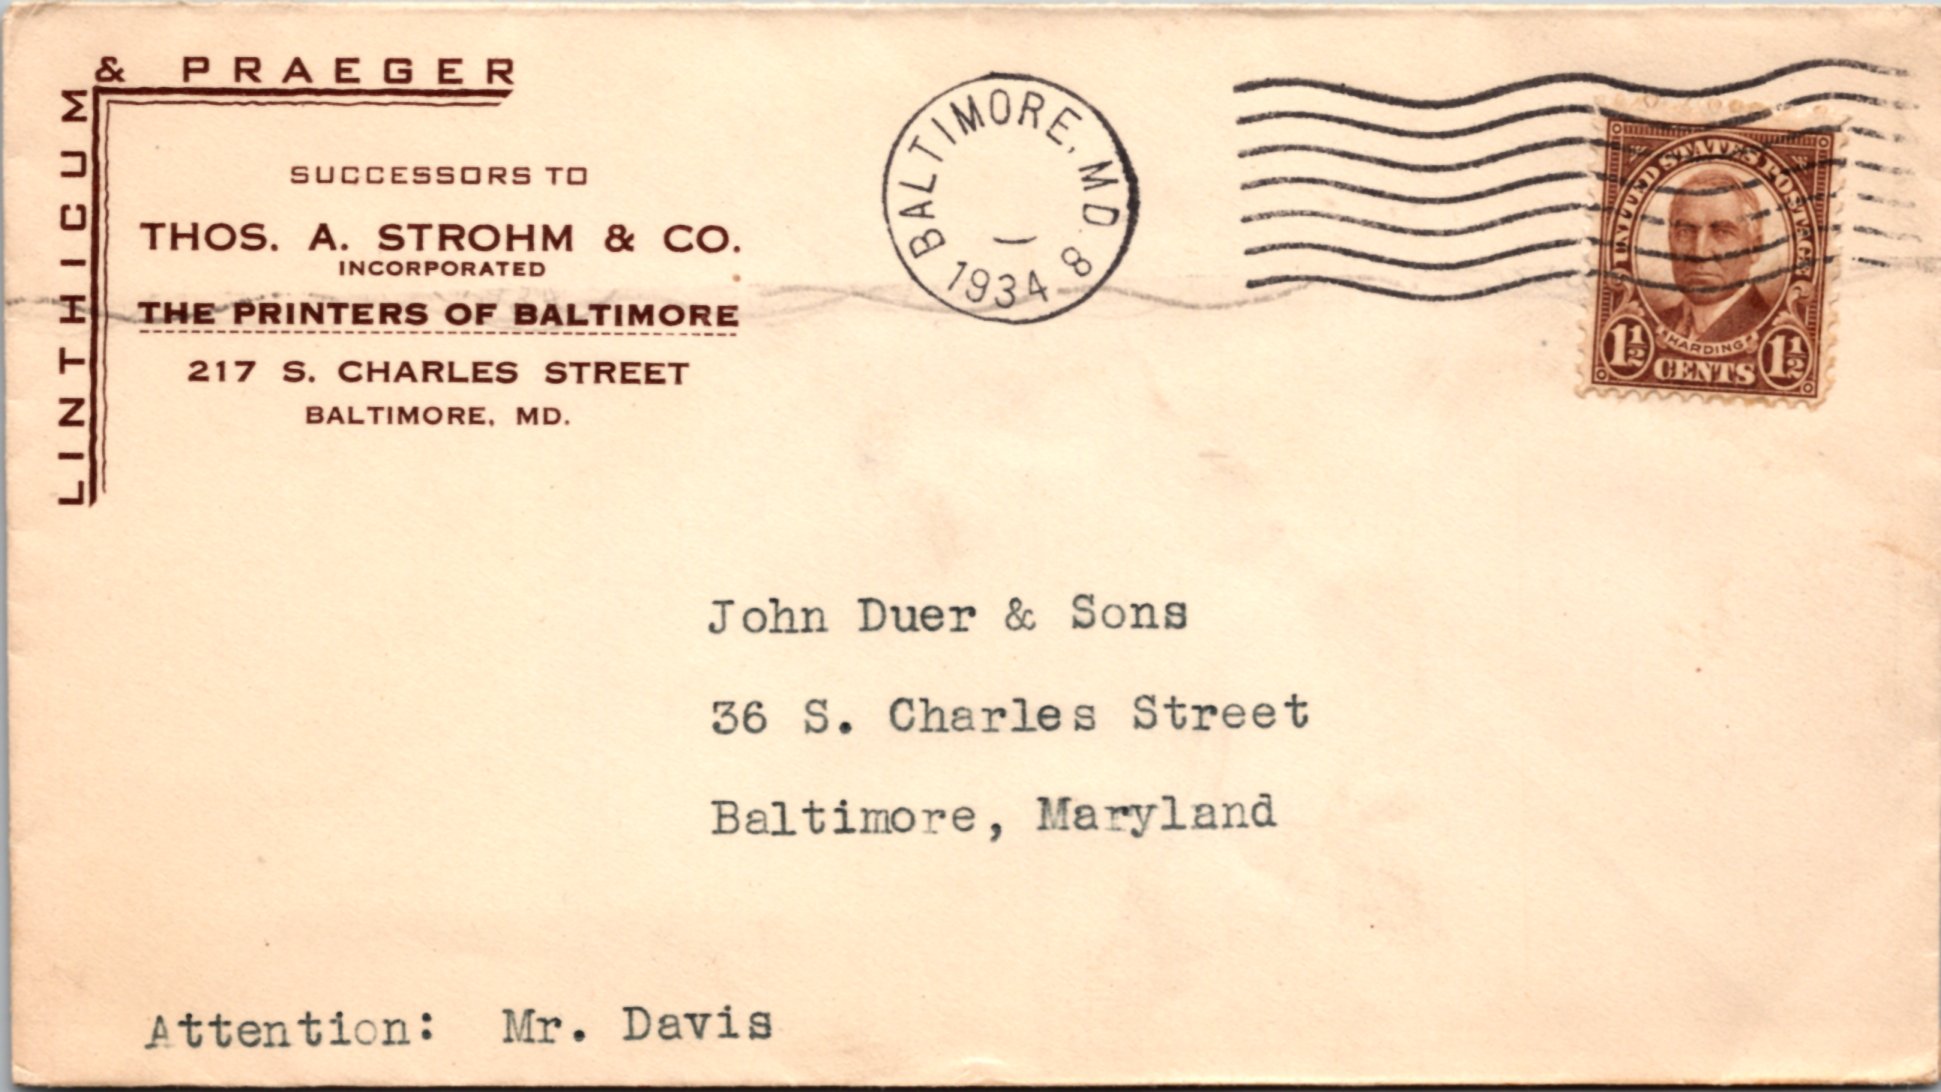 LINTHICUM & PRAEGER
SUCCESSORS TO
THOS. A. STROHM & CO.
INCORPORATED
THE PRINTERS OF BALTIMORE
217 S. CHARLES STREET
BALTIMORE, MD.
BALTIMORE, MD.
1934 8
UNITED STATES POSTAGE
HARDING
1½ CENTS 1½
John Duer & Sons
36 S. Charles Street
Baltimore, Maryland
Attention: Mr. Davis